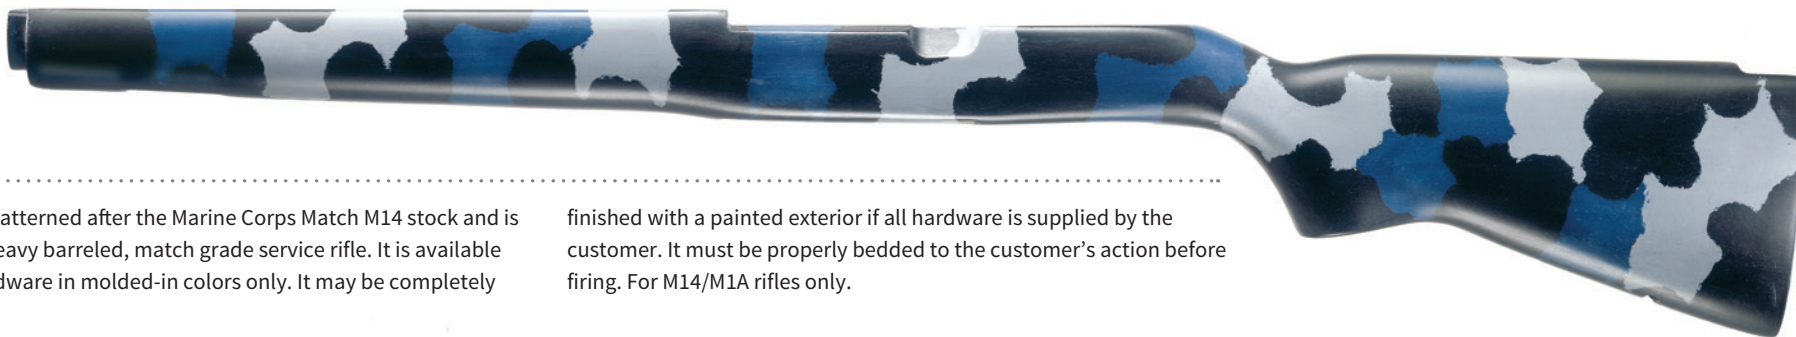 atterned after the Marine Corps Match M14 stock and is
eavy barreled, match grade service rifle. It is available
dware in molded-in colors only. It may be completely
finished with a painted exterior if all hardware is supplied by the
customer. It must be properly bedded to the customer’s action before
firing. For M14/M1A rifles only.